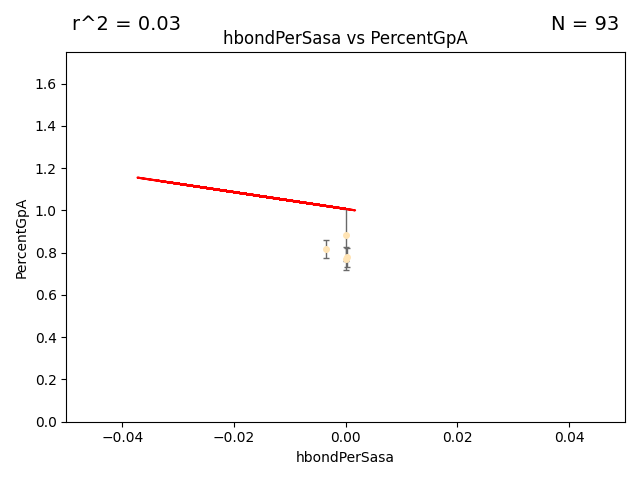 r^2 = 0.03
N = 93
hbondPerSasa vs PercentGpA
1.6
1.4
1.2
1.0
0.8
0.6
0.4
0.2
0.0
PercentGpA
−0.04
−0.02
0.00
0.02
0.04
hbondPerSasa